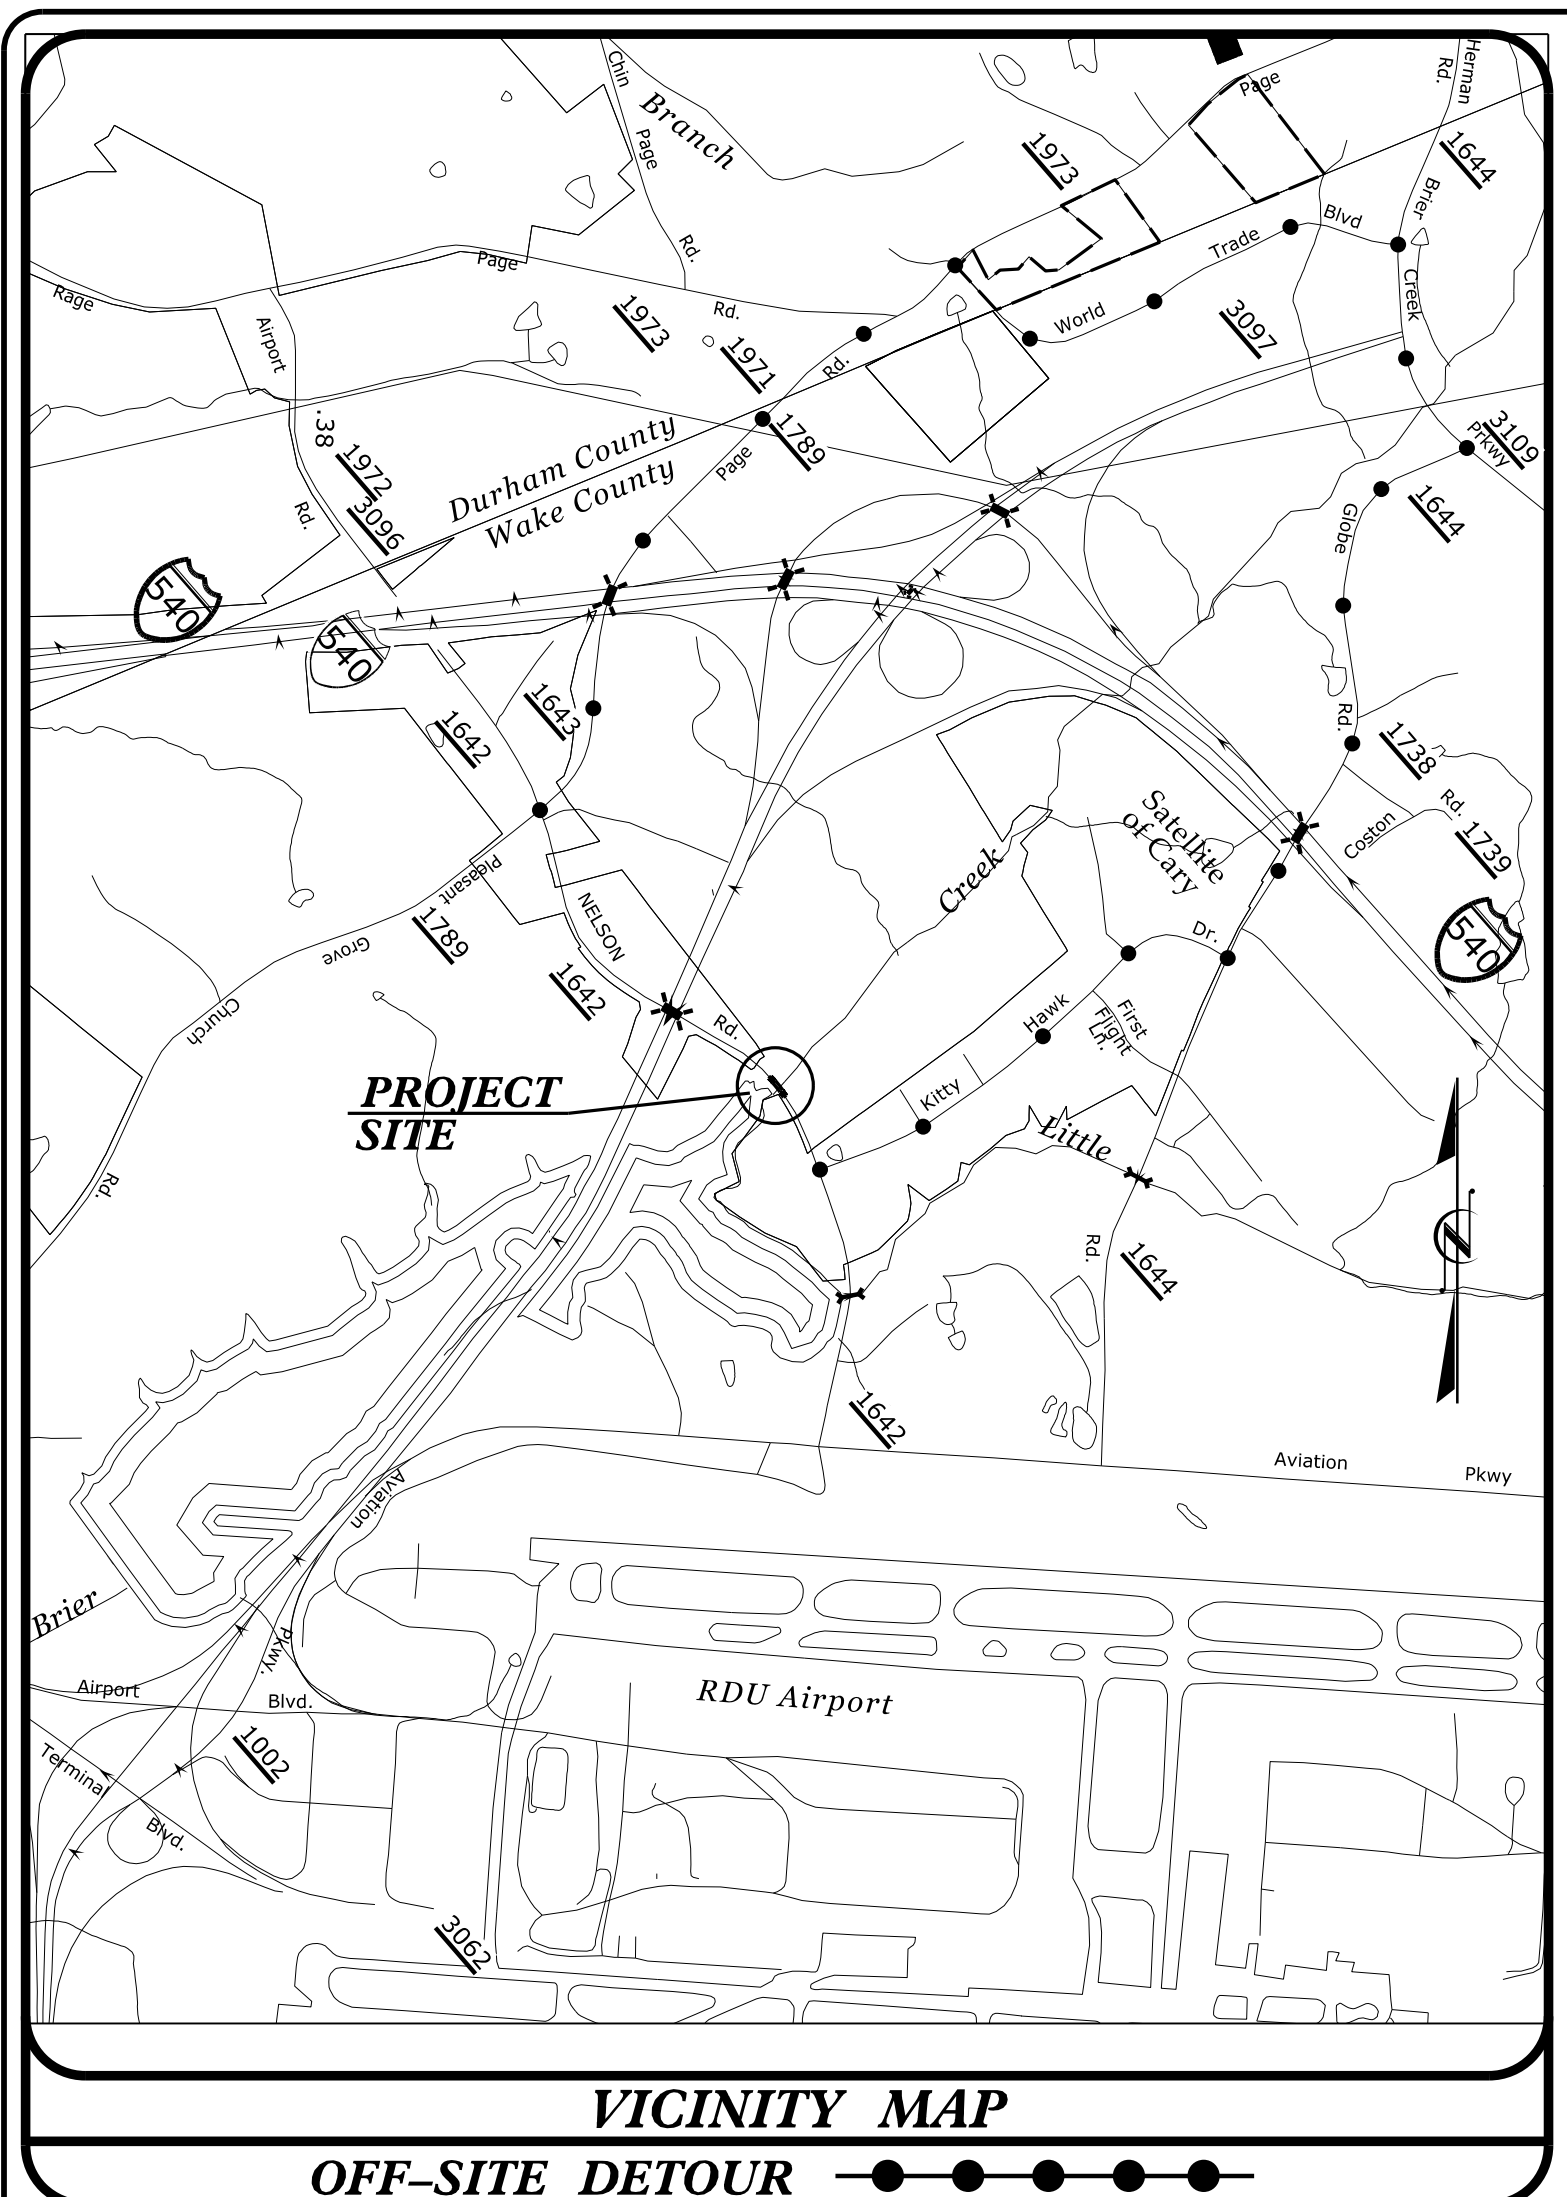 Chin
Page
Rd.
Branch
Page
Herman
Rd.
1973
1644
Brier
Blvd
Trade
World
Creek
3097
Page
Rd.
Rage
Airport
1973
1971
Rd.
.38
1972
3096
Rd.
Durham County
Wake County
1789
Page
3109
Prkwy
1644
Globe
Rd.
540
540
1643
1642
1738
Rd.
Coston
1739
Satellite
of Cary
Creek
540
Pleasant
1789
Grove
Church
Rd.
NELSON
1642
Rd.
Dr.
Hawk
First
Flight
Ln.
Kitty
PROJECT
SITE
Little
Rd.
1644
1642
Aviation
Pkwy
Aviation
Pkwy.
Brier
Airport
Blvd.
RDU Airport
1002
Terminal
Blvd.
3062
VICINITY MAP
OFF–SITE DETOUR